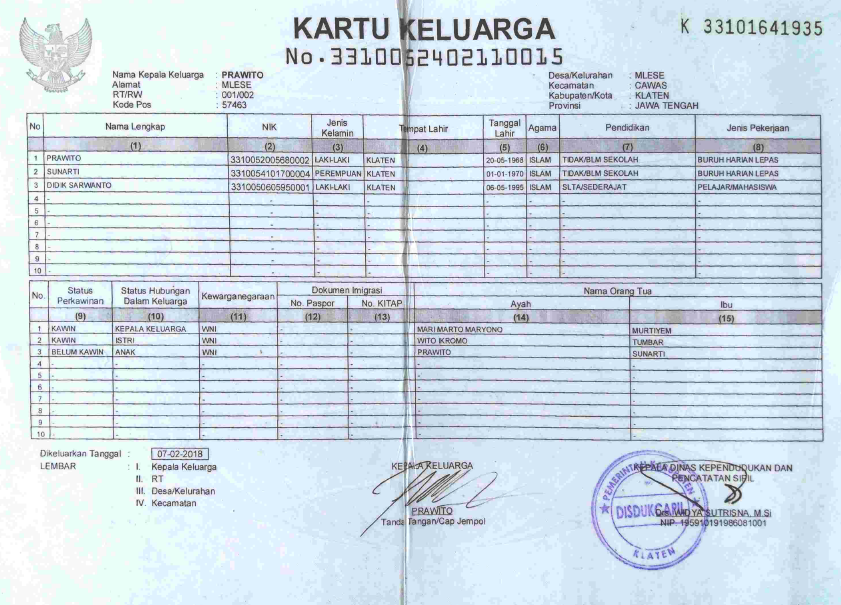 KARTU KELUARGA
No. 3310052402110015
K 33101641935
Nama Kepala Keluarga : PRAWITO
Alamat : MLESE
RT/RW : 001/002
Kode Pos : 57463
Desa/Kelurahan : MLESE
Kecamatan : CAWAS
Kabupaten/Kota : KLATEN
Provinsi : JAWA TENGAH
No Nama Lengkap NIK Jenis Kelamin Tempat Lahir Tanggal Lahir Agama Pendidikan Jenis Pekerjaan
(1) (2) (3) (4) (5) (6) (7) (8)
1 PRAWITO 3310052005680002 LAKI-LAKI KLATEN 20-05-1968 ISLAM TIDAK/BLM SEKOLAH BURUH HARIAN LEPAS
2 SUNARTI 3310054101700004 PEREMPUAN KLATEN 01-01-1970 ISLAM TIDAK/BLM SEKOLAH BURUH HARIAN LEPAS
3 DIDIK SARWANTO 3310050605950001 LAKI-LAKI KLATEN 06-05-1995 ISLAM SLTA/SEDERAJAT PELAJAR/MAHASISWA
4 - - - - - - - -
5 - - - - - - - -
6 - - - - - - - -
7 - - - - - - - -
8 - - - - - - - -
9 - - - - - - - -
10 - - - - - - - -
No. Status Perkawinan Status Hubungan Dalam Keluarga Kewarganegaraan Dokumen Imigrasi Nama Orang Tua
No. Paspor No. KITAP Ayah Ibu
(9) (10) (11) (12) (13) (14) (15)
1 KAWIN KEPALA KELUARGA WNI - - MARI MARTO MARYONO MURTIYEM
2 KAWIN ISTRI WNI - - WITO IKROMO TUMBAR
3 BELUM KAWIN ANAK WNI - - PRAWITO SUNARTI
4 - - - - - - -
5 - - - - - - -
6 - - - - - - -
7 - - - - - - -
8 - - - - - - -
9 - - - - - - -
10 - - - - - - -
Dikeluarkan Tanggal : 07-02-2018
LEMBAR : I. Kepala Keluarga
II. RT
III. Desa/Kelurahan
IV. Kecamatan
KEPALA KELUARGA
PRAWITO
Tanda Tangan/Cap Jempol
KEPALA DINAS KEPENDUDUKAN DAN
PENCATATAN SIPIL
Drs. WIDYA SUTRISNA, M.Si
NIP. 195910191986081001
PEMERINTAH KABUPATEN
DISDUKCAPIL
KLATEN